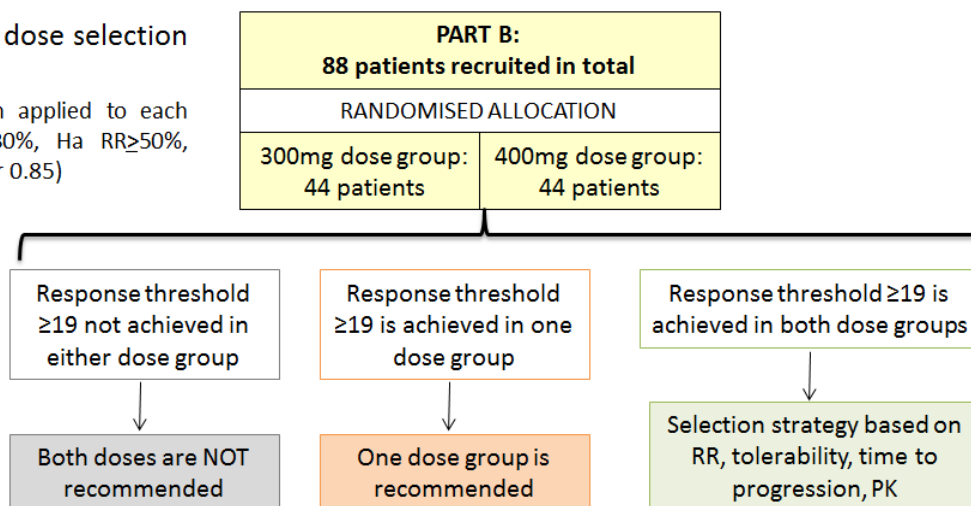 dose selection
applied to each
Ha RR≥50%,
0.85)
PART B:
88 patients recruited in total
RANDOMISED ALLOCATION
300mg dose group:
44 patients
400mg dose group:
44 patients
Response threshold
≥19 not achieved in
either dose group
Response threshold
≥19 is achieved in one
dose group
Response threshold ≥19 is
achieved in both dose groups
Both doses are NOT
recommended
One dose group is
recommended
Selection strategy based on
RR, tolerability, time to
progression, PK